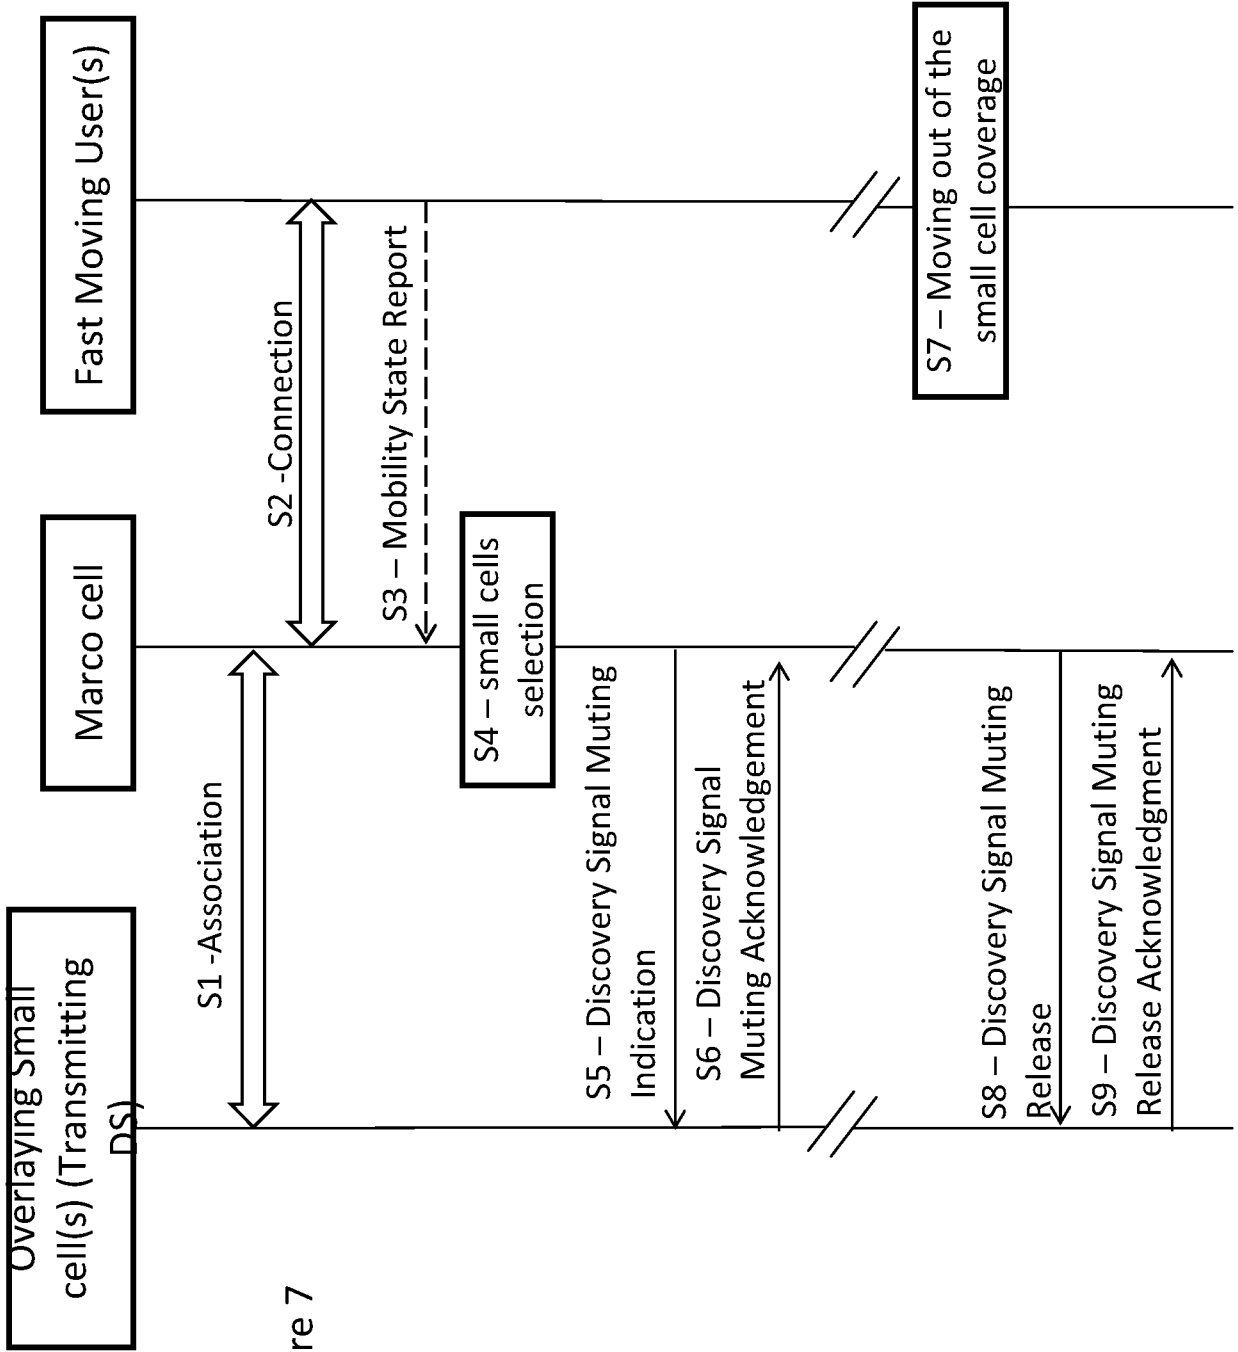 Overlaying Small
cell(s) (Transmitting
DS)
Marco cell
Fast Moving User(s)
S1 -Association
S2 -Connection
S3 – Mobility State Report
S4 – small cells
selection
S5 – Discovery Signal Muting
Indication
S6 – Discovery Signal
Muting Acknowledgement
S7 – Moving out of the
small cell coverage
S8 – Discovery Signal Muting
Release
S9 – Discovery Signal Muting
Release Acknowledgment
re 7